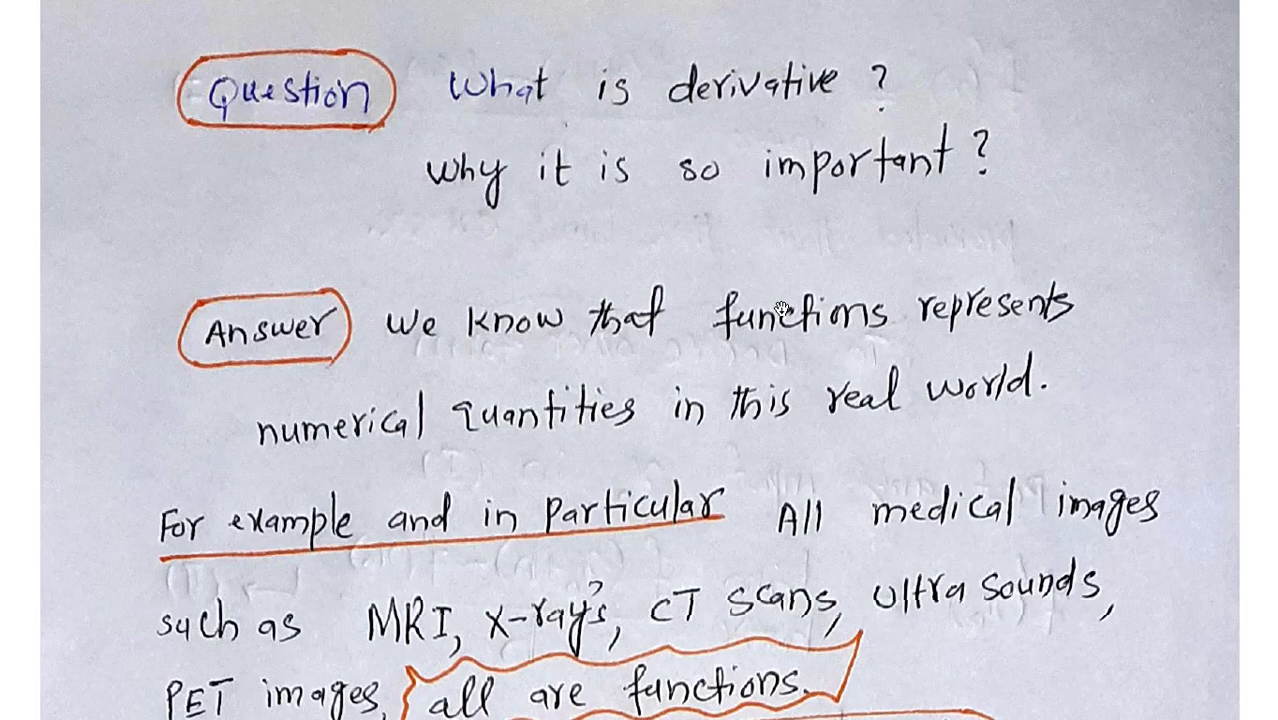 Question What is derivative ?
why it is so important ?
Answer We know that functions represents
numerical quantities in this real world.
For example and in particular All medical images
such as MRI, X-ray's, CT scans, Ultra sounds,
PET images, all are functions.